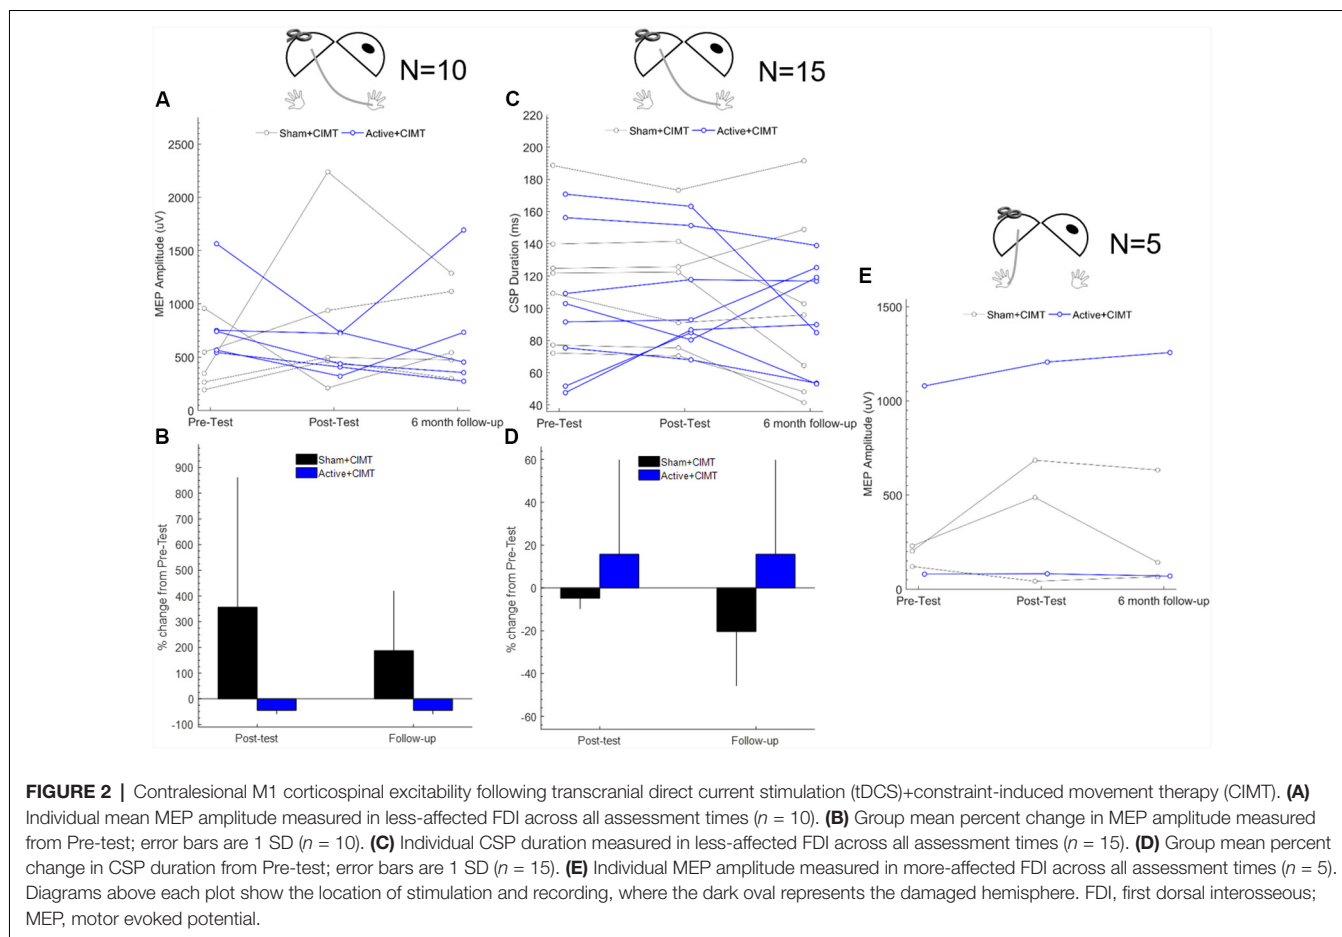 N=10
A
Sham+CIMT
Active+CIMT
MEP Amplitude (uV)
2500
2000
1500
1000
500
0
Pre-Test
Post-Test
6 month follow-up
B
Sham+CIMT
Active+CIMT
% change from Pre-Test
900
800
700
600
500
400
300
200
100
0
-100
Post-test
Follow-up
N=15
C
Sham+CIMT
Active+CIMT
CSP Duration (ms)
220
200
180
160
140
120
100
80
60
40
Pre-Test
Post-Test
6 month follow-up
D
Sham+CIMT
Active+CIMT
% change from Pre-Test
60
40
20
0
-20
-40
-60
Post-test
Follow-up
N=5
E
Sham+CIMT
Active+CIMT
MEP Amplitude (uV)
1500
1000
500
0
Pre-Test
Post-Test
6 month follow-up
FIGURE 2 | Contralesional M1 corticospinal excitability following transcranial direct current stimulation (tDCS)+constraint-induced movement therapy (CIMT). (A)
Individual mean MEP amplitude measured in less-affected FDI across all assessment times (n = 10). (B) Group mean percent change in MEP amplitude measured
from Pre-test; error bars are 1 SD (n = 10). (C) Individual CSP duration measured in less-affected FDI across all assessment times (n = 15). (D) Group mean percent
change in CSP duration from Pre-test; error bars are 1 SD (n = 15). (E) Individual MEP amplitude measured in more-affected FDI across all assessment times (n = 5).
Diagrams above each plot show the location of stimulation and recording, where the dark oval represents the damaged hemisphere. FDI, first dorsal interosseous;
MEP, motor evoked potential.